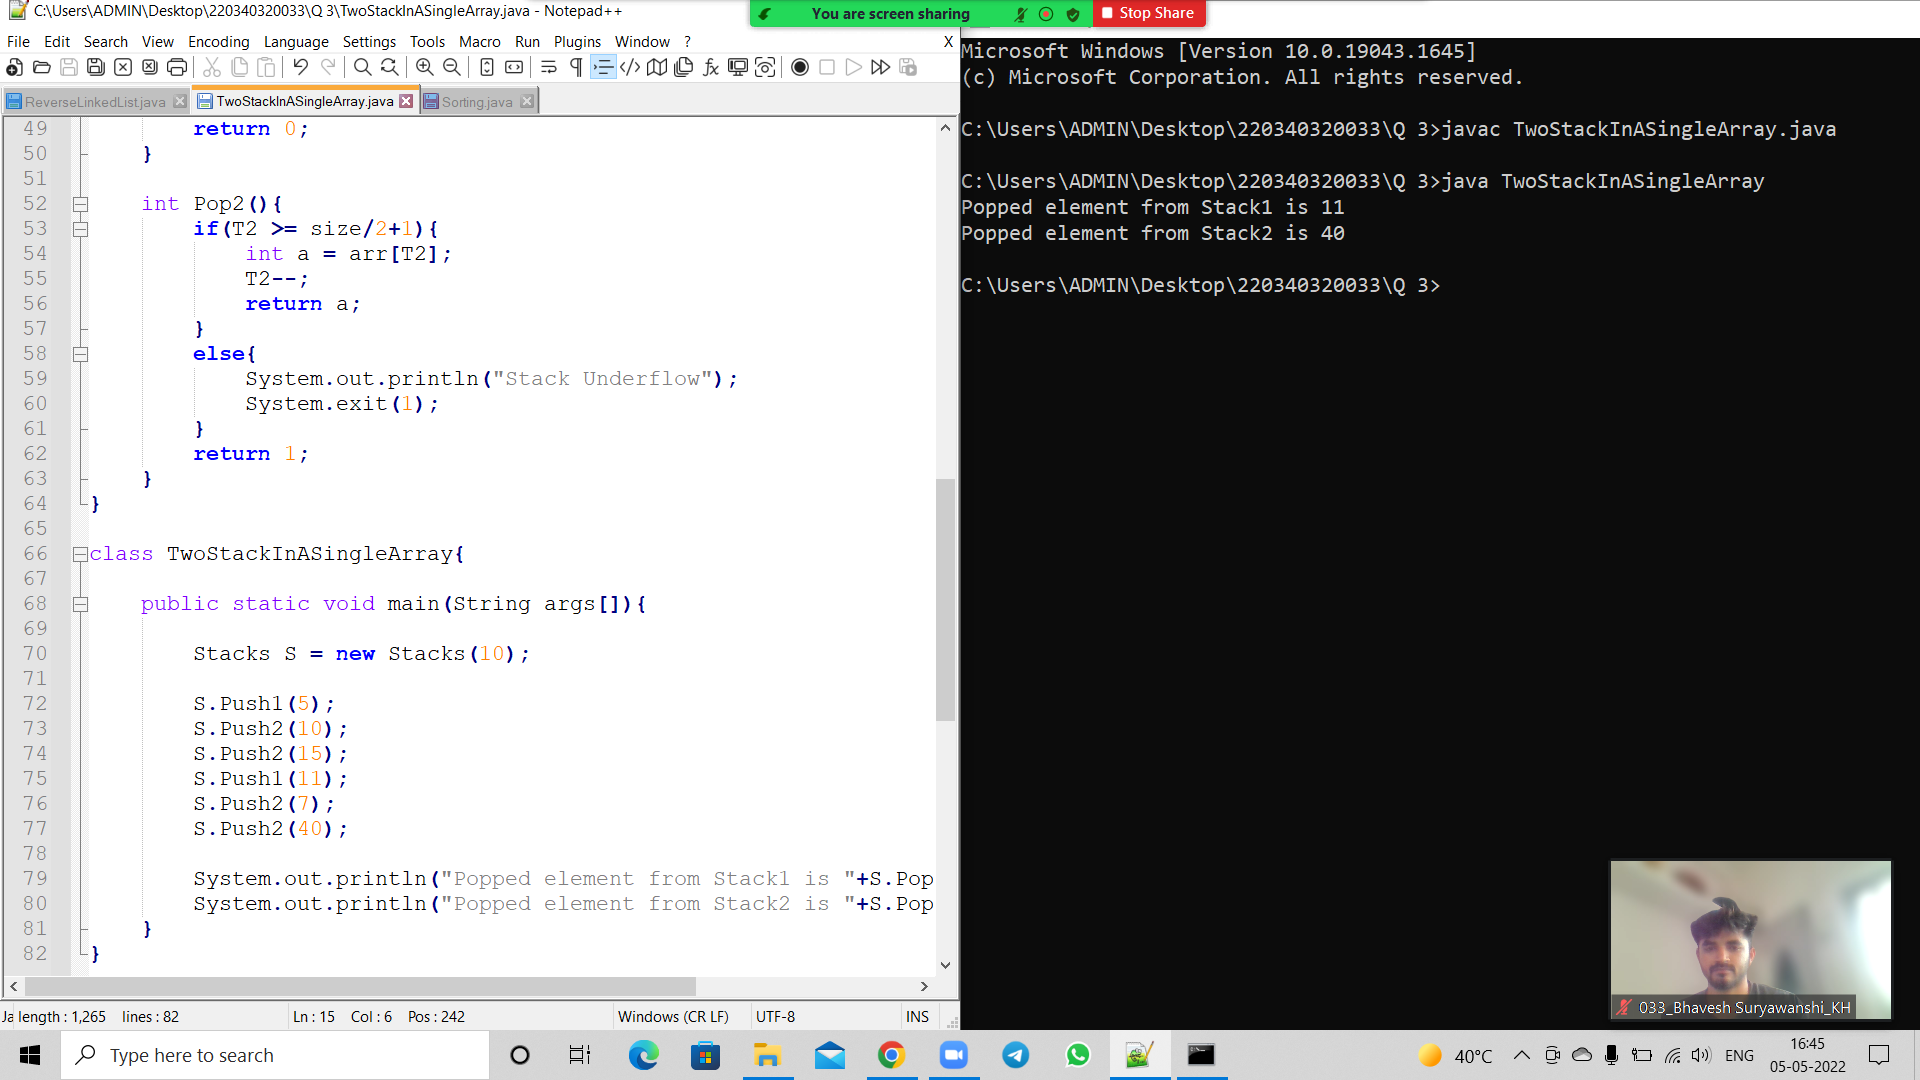 C:\Users\ADMIN\Desktop\220340320033\Q 3\TwoStackInASingleArray.java - Notepad++
You are screen sharing
Stop Share
File Edit Search View Encoding Language Settings Tools Macro Run Plugins Window ? X
ReverseLinkedList.java TwoStackInASingleArray.java Sorting.java
49 return 0;
50 }
51
52 int Pop2(){
53 if(T2 >= size/2+1){
54 int a = arr[T2];
55 T2--;
56 return a;
57 }
58 else{
59 System.out.println("Stack Underflow");
60 System.exit(1);
61 }
62 return 1;
63 }
64 }
65
66 class TwoStackInASingleArray{
67
68 public static void main(String args[]){
69
70 Stacks S = new Stacks(10);
71
72 S.Push1(5);
73 S.Push2(10);
74 S.Push2(15);
75 S.Push1(11);
76 S.Push2(7);
77 S.Push2(40);
78
79 System.out.println("Popped element from Stack1 is "+S.Pop
80 System.out.println("Popped element from Stack2 is "+S.Pop
81 }
82 }
Ja length : 1,265 lines : 82 Ln : 15 Col : 6 Pos : 242 Windows (CR LF) UTF-8 INS
Microsoft Windows [Version 10.0.19043.1645]
(c) Microsoft Corporation. All rights reserved.
C:\Users\ADMIN\Desktop\220340320033\Q 3>javac TwoStackInASingleArray.java
C:\Users\ADMIN\Desktop\220340320033\Q 3>java TwoStackInASingleArray
Popped element from Stack1 is 11
Popped element from Stack2 is 40
C:\Users\ADMIN\Desktop\220340320033\Q 3>
033_Bhavesh Suryawanshi_KH
Type here to search
40°C
ENG
16:45
05-05-2022